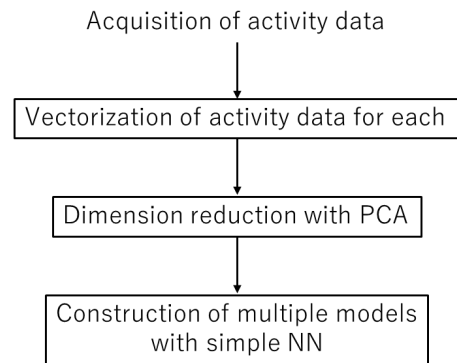 Acquisition of activity data
Vectorization of activity data for each
Dimension reduction with PCA
Construction of multiple models
with simple NN